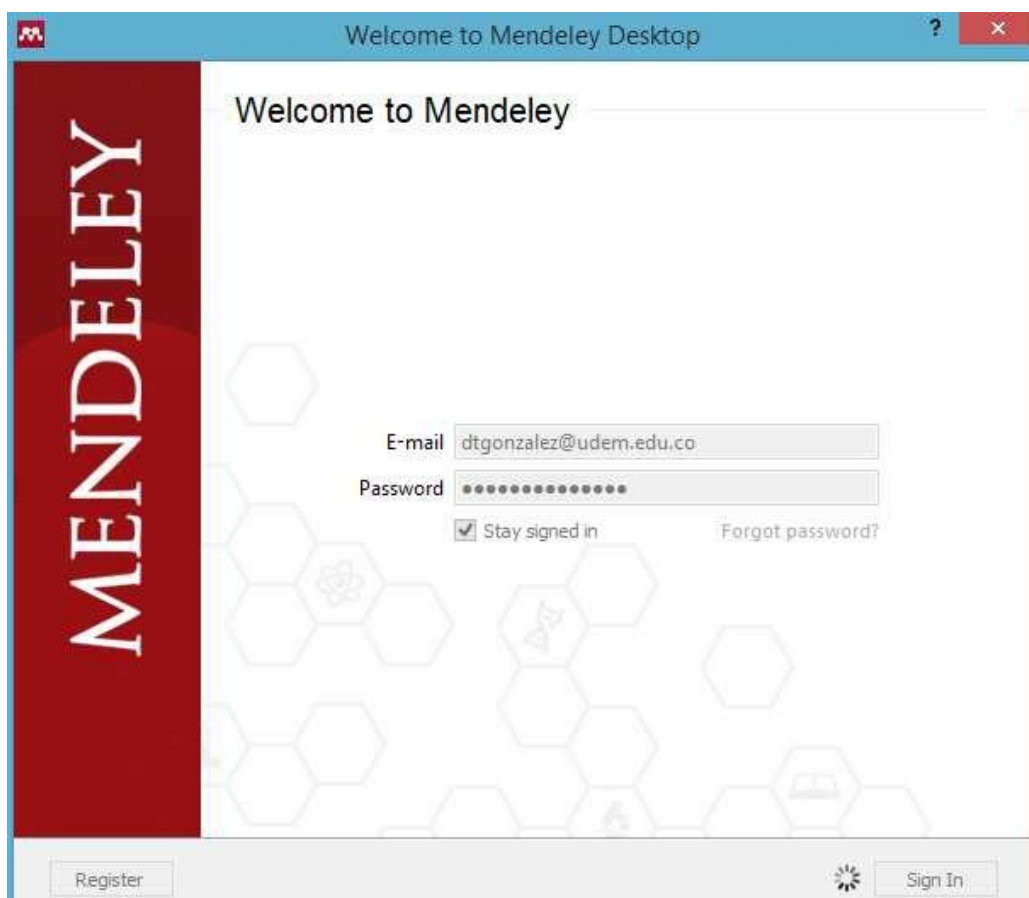 Welcome to Mendeley Desktop
?
MENDELEY
Welcome to Mendeley
E-mail dtgonzalez@udem.edu.co
Password ••••••••••••••
Stay signed in Forgot password?
Register Sign In